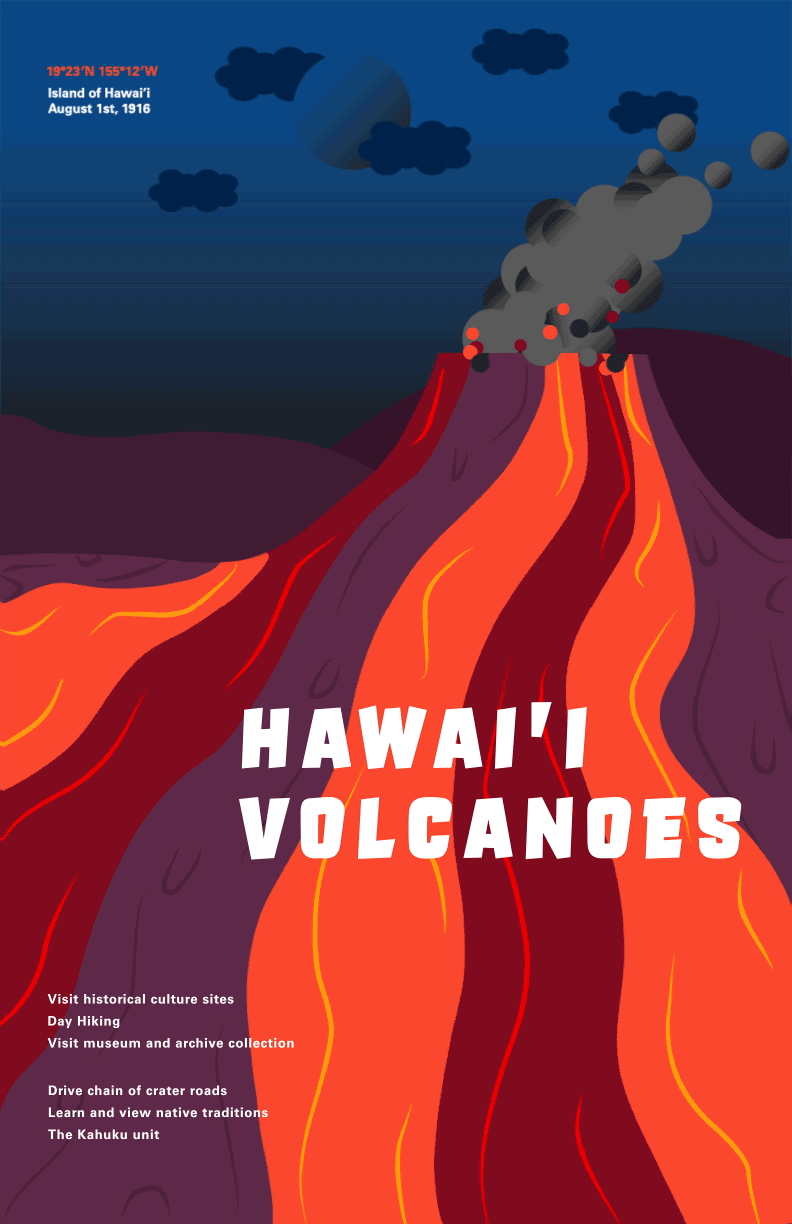 19°23'N 155°12'W
Island of Hawai'i
August 1st, 1916
HAWAI'I
VOLCANOES
Visit historical culture sites
Day Hiking
Visit museum and archive collection
Drive chain of crater roads
Learn and view native traditions
The Kahuku unit